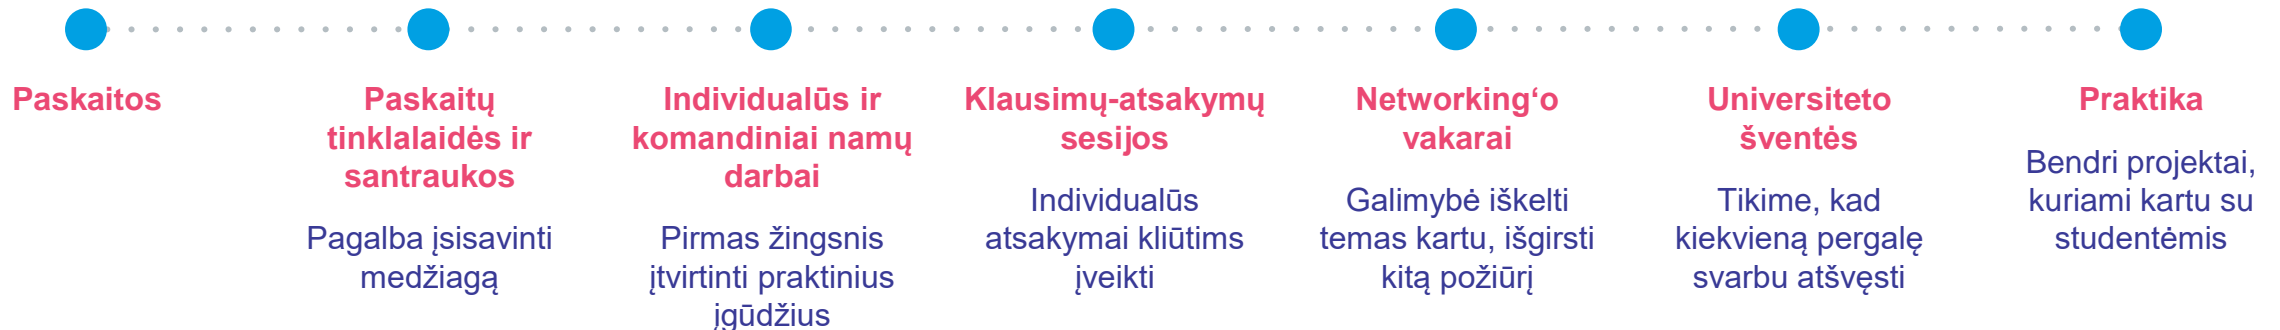 Paskaitos
Paskaitų
tinklalaidės ir
santraukos
Pagalba įsisavinti
medžiagą
Individualūs ir
komandiniai namų
darbai
Pirmas žingsnis
įtvirtinti praktinius
įgūdžius
Klausimų-atsakymų
sesijos
Individualūs
atsakymai kliūtims
įveikti
Networking‘o
vakarai
Galimybė iškelti
temas kartu, išgirsti
kitą požiūrį
Universiteto
šventės
Tikime, kad
kiekvieną pergalę
svarbu atšvęsti
Praktika
Bendri projektai,
kuriami kartu su
studentėmis